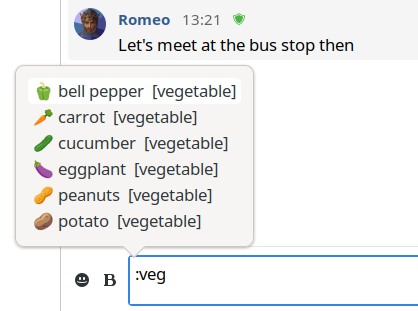 Romeo 13:21
Let's meet at the bus stop then
bell pepper [vegetable]
carrot [vegetable]
cucumber [vegetable]
eggplant [vegetable]
peanuts [vegetable]
potato [vegetable]
B :veg